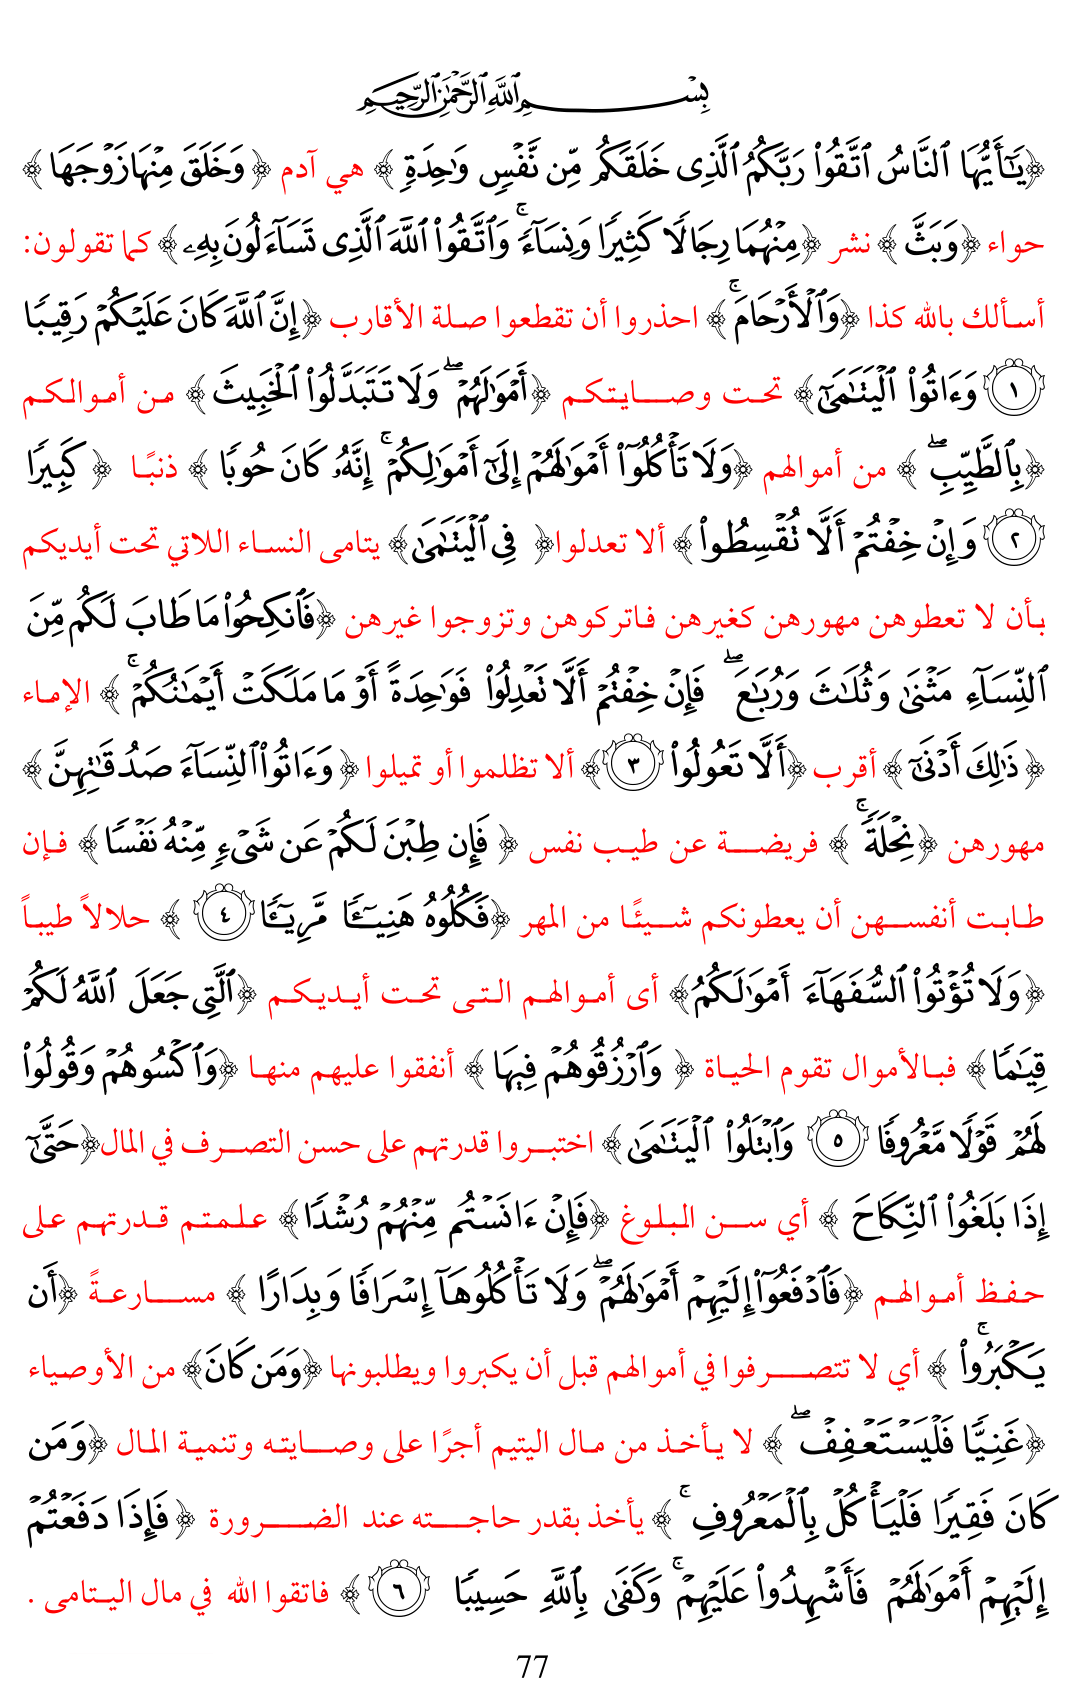 بِسْمِ ٱللَّهِ ٱلرَّحْمَٰنِ ٱلرَّحِيمِ
﴿يَٰٓأَيُّهَا ٱلنَّاسُ ٱتَّقُوا۟ رَبَّكُمُ ٱلَّذِى خَلَقَكُم مِّن نَّفْسٍ وَٰحِدَةٍ ﴾ هي آدم ﴿ وَخَلَقَ مِنْهَا زَوْجَهَا ﴾
حواء ﴿وَبَثَّ ﴾ نشر ﴿مِنْهُمَا رِجَالًا كَثِيرًا وَنِسَآءً ۚ وَٱتَّقُوا۟ ٱللَّهَ ٱلَّذِى تَسَآءَلُونَ بِهِۦ ﴾ كما تقولون:
أسألك بالله كذا ﴿وَٱلْأَرْحَامَ ۚ ﴾ احذروا أن تقطعوا صلة الأقارب ﴿إِنَّ ٱللَّهَ كَانَ عَلَيْكُمْ رَقِيبًا
١ وَءَاتُوا۟ ٱلْيَتَٰمَىٰٓ ﴾ تحت وصايتكم ﴿أَمْوَٰلَهُمْ ۖ وَلَا تَتَبَدَّلُوا۟ ٱلْخَبِيثَ ﴾ من أموالكم
﴿بِٱلطَّيِّبِ ۖ ﴾ من أموالهم ﴿وَلَا تَأْكُلُوٓا۟ أَمْوَٰلَهُمْ إِلَىٰٓ أَمْوَٰلِكُمْ ۚ إِنَّهُۥ كَانَ حُوبًا ﴾ ذنبًا ﴿ كَبِيرًا
٢ وَإِنْ خِفْتُمْ أَلَّا تُقْسِطُوا۟ ﴾ ألا تعدلوا﴿ فِى ٱلْيَتَٰمَىٰ ﴾ يتامى النساء اللاتي تحت أيديكم
بأن لا تعطوهن مهورهن كغيرهن فاتركوهن وتزوجوا غيرهن ﴿فَٱنكِحُوا۟ مَا طَابَ لَكُم مِّنَ
ٱلنِّسَآءِ مَثْنَىٰ وَثُلَٰثَ وَرُبَٰعَ ۖ فَإِنْ خِفْتُمْ أَلَّا تَعْدِلُوا۟ فَوَٰحِدَةً أَوْ مَا مَلَكَتْ أَيْمَٰنُكُمْ ۚ ﴾ الإماء
﴿ ذَٰلِكَ أَدْنَىٰٓ ﴾ أقرب ﴿أَلَّا تَعُولُوا۟ ٣ ﴾ ألا تظلموا أو تميلوا ﴿ وَءَاتُوا۟ ٱلنِّسَآءَ صَدُقَٰتِهِنَّ ﴾
مهورهن ﴿نِحْلَةً ۚ ﴾ فريضة عن طيب نفس ﴿ فَإِن طِبْنَ لَكُمْ عَن شَىْءٍ مِّنْهُ نَفْسًا ﴾ فإن
طابت أنفسهن أن يعطونكم شيئًا من المهر ﴿فَكُلُوهُ هَنِيٓـًٔا مَّرِيٓـًٔا ٤ ﴾ حلالاً طيباً
﴿وَلَا تُؤْتُوا۟ ٱلسُّفَهَآءَ أَمْوَٰلَكُمُ ﴾ أى أموالهم التى تحت أيديكم ﴿ٱلَّتِى جَعَلَ ٱللَّهُ لَكُمْ
قِيَٰمًا ﴾ فبالأموال تقوم الحياة ﴿ وَٱرْزُقُوهُمْ فِيهَا ﴾ أنفقوا عليهم منها ﴿وَٱكْسُوهُمْ وَقُولُوا۟
لَهُمْ قَوْلًا مَّعْرُوفًا ٥ وَٱبْتَلُوا۟ ٱلْيَتَٰمَىٰ ﴾ اختبروا قدرتهم على حسن التصرف في المال﴿حَتَّىٰٓ
إِذَا بَلَغُوا۟ ٱلنِّكَاحَ ﴾ أي سن المبلوغ ﴿فَإِنْ ءَانَسْتُم مِّنْهُمْ رُشْدًا ﴾ علمتم قدرتهم على
حفظ أموالهم ﴿فَٱدْفَعُوٓا۟ إِلَيْهِمْ أَمْوَٰلَهُمْ ۖ وَلَا تَأْكُلُوهَآ إِسْرَافًا وَبِدَارًا ﴾ مسارعةً ﴿أَن
يَكْبَرُوا۟ ۚ ﴾ أي لا تتصرفوا في أموالهم قبل أن يكبروا ويطلبونها ﴿وَمَن كَانَ ﴾ من الأوصياء
﴿غَنِيًّا فَلْيَسْتَعْفِفْ ۖ ﴾ لا يأخذ من مال اليتيم أجرًا على وصايته وتنمية المال ﴿وَمَن
كَانَ فَقِيرًا فَلْيَأْكُلْ بِٱلْمَعْرُوفِ ۚ ﴾ يأخذ بقدر حاجته عند الضرورة ﴿ فَإِذَا دَفَعْتُمْ
إِلَيْهِمْ أَمْوَٰلَهُمْ فَأَشْهِدُوا۟ عَلَيْهِمْ ۚ وَكَفَىٰ بِٱللَّهِ حَسِيبًا ٦ ﴾ فاتقوا الله في مال اليتامى .
77